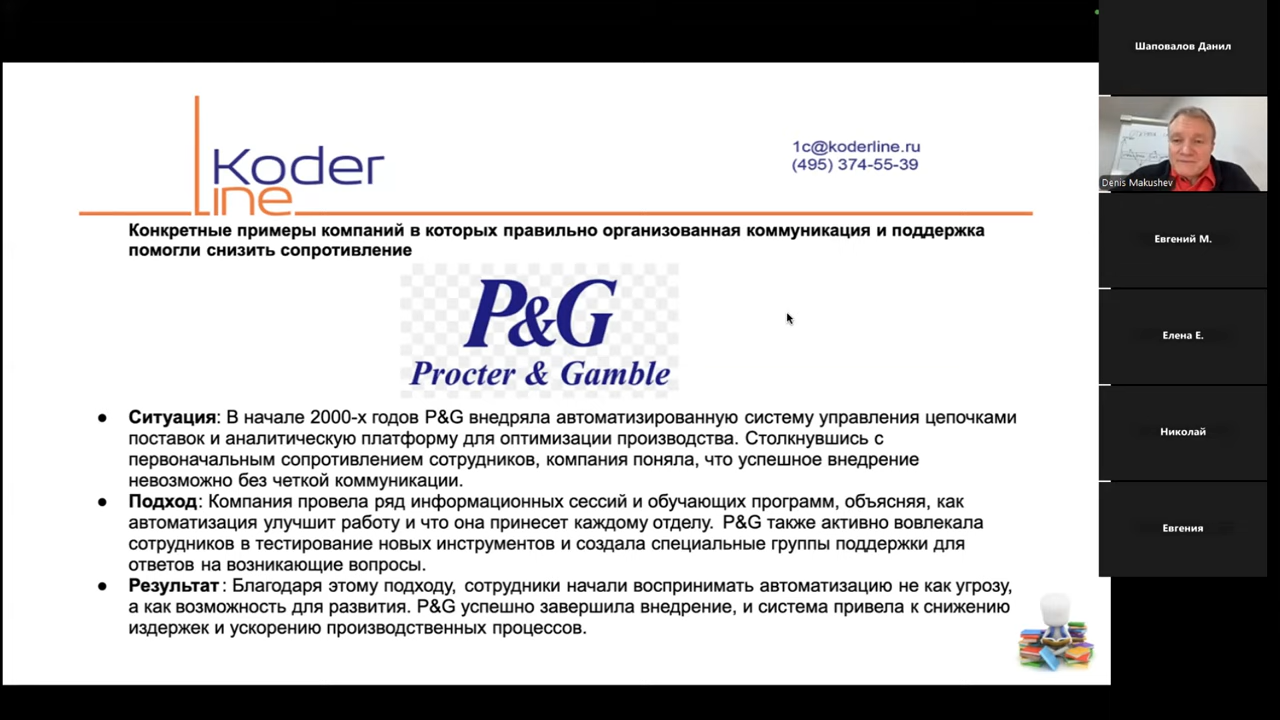 Koder
Line
1c@koderline.ru
(495) 374-55-39
Конкретные примеры компаний в которых правильно организованная коммуникация и поддержка
помогли снизить сопротивление
P&G
Procter & Gamble
● Ситуация: В начале 2000-х годов P&G внедряла автоматизированную систему управления цепочками
поставок и аналитическую платформу для оптимизации производства. Столкнувшись с
первоначальным сопротивлением сотрудников, компания поняла, что успешное внедрение
невозможно без четкой коммуникации.
● Подход: Компания провела ряд информационных сессий и обучающих программ, объясняя, как
автоматизация улучшит работу и что она принесет каждому отделу. P&G также активно вовлекала
сотрудников в тестирование новых инструментов и создала специальные группы поддержки для
ответов на возникающие вопросы.
● Результат: Благодаря этому подходу, сотрудники начали воспринимать автоматизацию не как угрозу,
а как возможность для развития. P&G успешно завершила внедрение, и система привела к снижению
издержек и ускорению производственных процессов.
Шаповалов Данил
Denis Makushev
Евгений М.
Елена Е.
Николай
Евгения